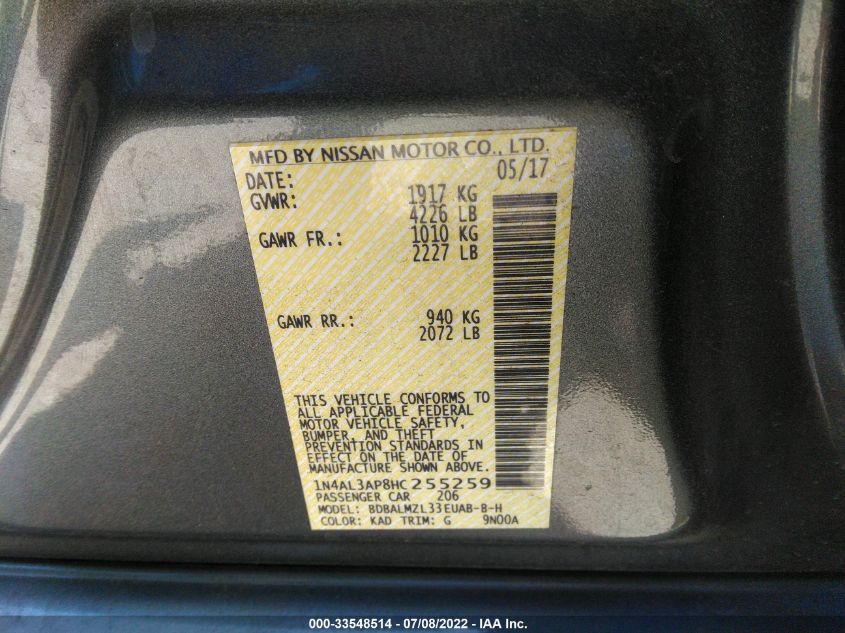 MFD BY NISSAN MOTOR CO., LTD.
DATE: 05/17
GVWR: 1917 KG
4226 LB
GAWR FR.: 1010 KG
2227 LB
GAWR RR.: 940 KG
2072 LB
THIS VEHICLE CONFORMS TO
ALL APPLICABLE FEDERAL
MOTOR VEHICLE SAFETY,
BUMPER, AND THEFT
PREVENTION STANDARDS IN
EFFECT ON THE DATE OF
MANUFACTURE SHOWN ABOVE.
1N4AL3AP8HC255259
PASSENGER CAR 206
MODEL: BDBALMZL33EUAB-B-H
COLOR: KAD TRIM: G 9N00A
000-33548514 - 07/08/2022 - IAA Inc.